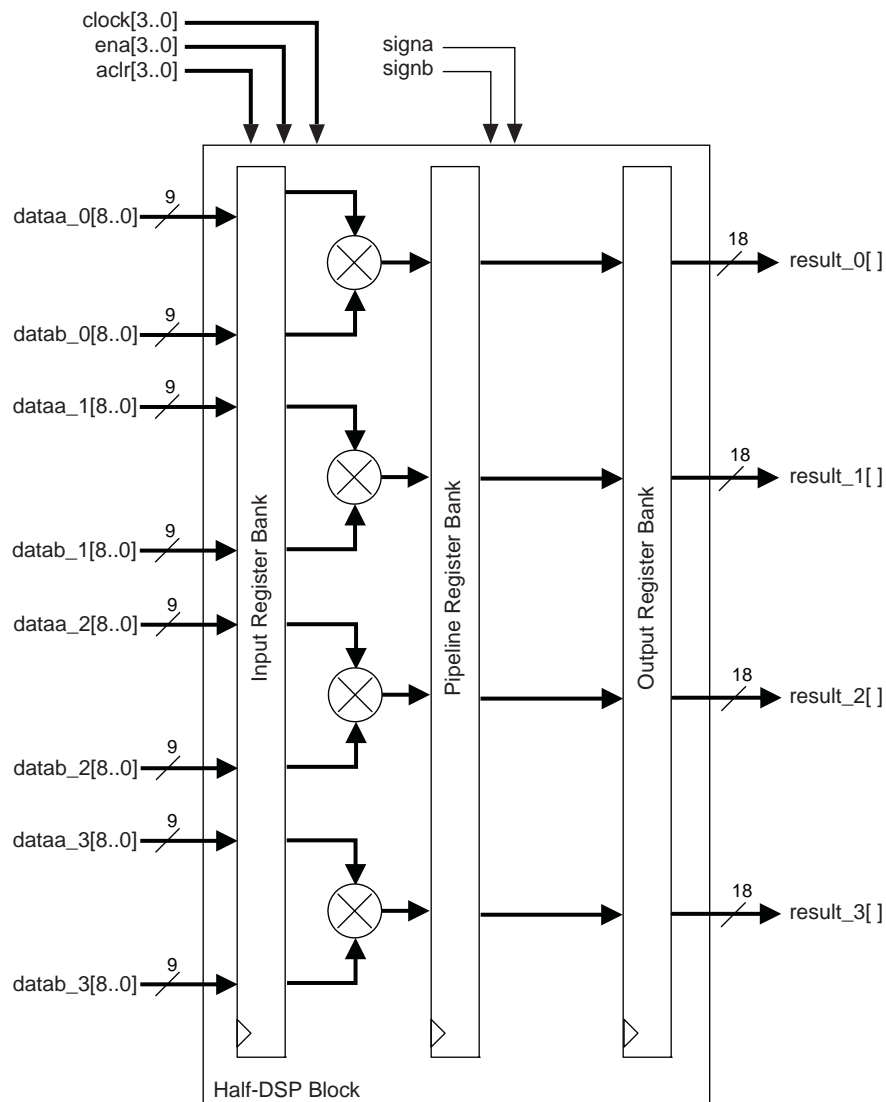 clock[3..0]
ena[3..0]
aclr[3..0]
signa
signb
9
dataa_0[8..0]
18
result_0[ ]
9
datab_0[8..0]
9
dataa_1[8..0]
18
result_1[ ]
9
datab_1[8..0]
9
dataa_2[8..0]
18
result_2[ ]
9
datab_2[8..0]
9
dataa_3[8..0]
18
result_3[ ]
9
datab_3[8..0]
Input Register Bank
Pipeline Register Bank
Output Register Bank
Half-DSP Block